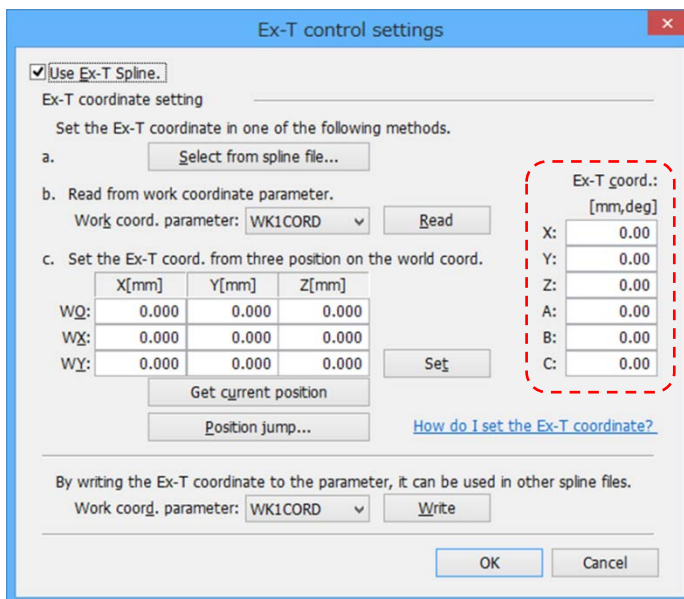 Ex-T control settings
Use Ex-T Spline.
Ex-T coordinate setting
Set the Ex-T coordinate in one of the following methods.
a. Select from spline file...
b. Read from work coordinate parameter.
Work coord. parameter: WK1CORD Read
c. Set the Ex-T coord. from three position on the world coord.
X[mm] Y[mm] Z[mm]
WO: 0.000 0.000 0.000
WX: 0.000 0.000 0.000
WY: 0.000 0.000 0.000 Set
Get current position
Position jump...
Ex-T coord.:
[mm,deg]
X: 0.00
Y: 0.00
Z: 0.00
A: 0.00
B: 0.00
C: 0.00
How do I set the Ex-T coordinate?
By writing the Ex-T coordinate to the parameter, it can be used in other spline files.
Work coord. parameter: WK1CORD Write
OK Cancel